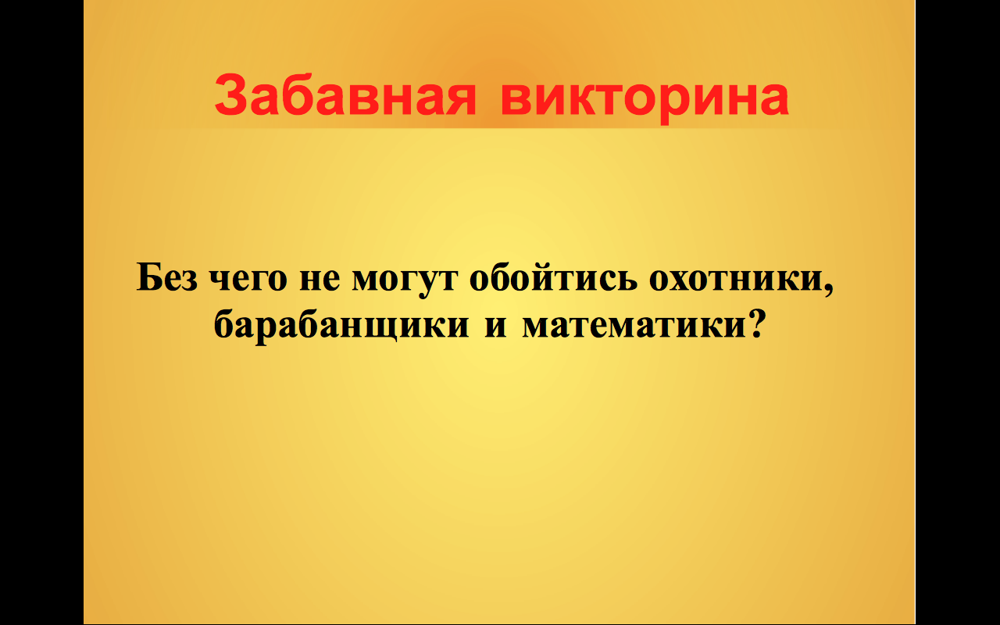 Забавная викторина
Без чего не могут обойтись охотники,
барабанщики и математики?